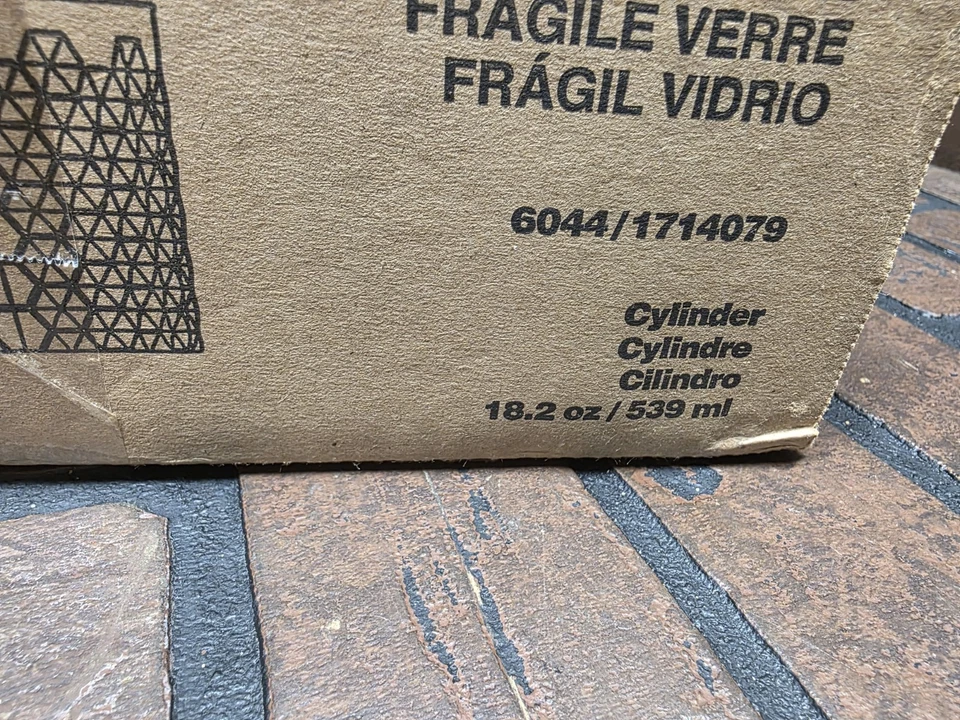 FRAGILE VERRE
FRÁGIL VIDRIO
6044/1714079
Cylinder
Cylindre
Cilindro
18.2 oz / 539 ml